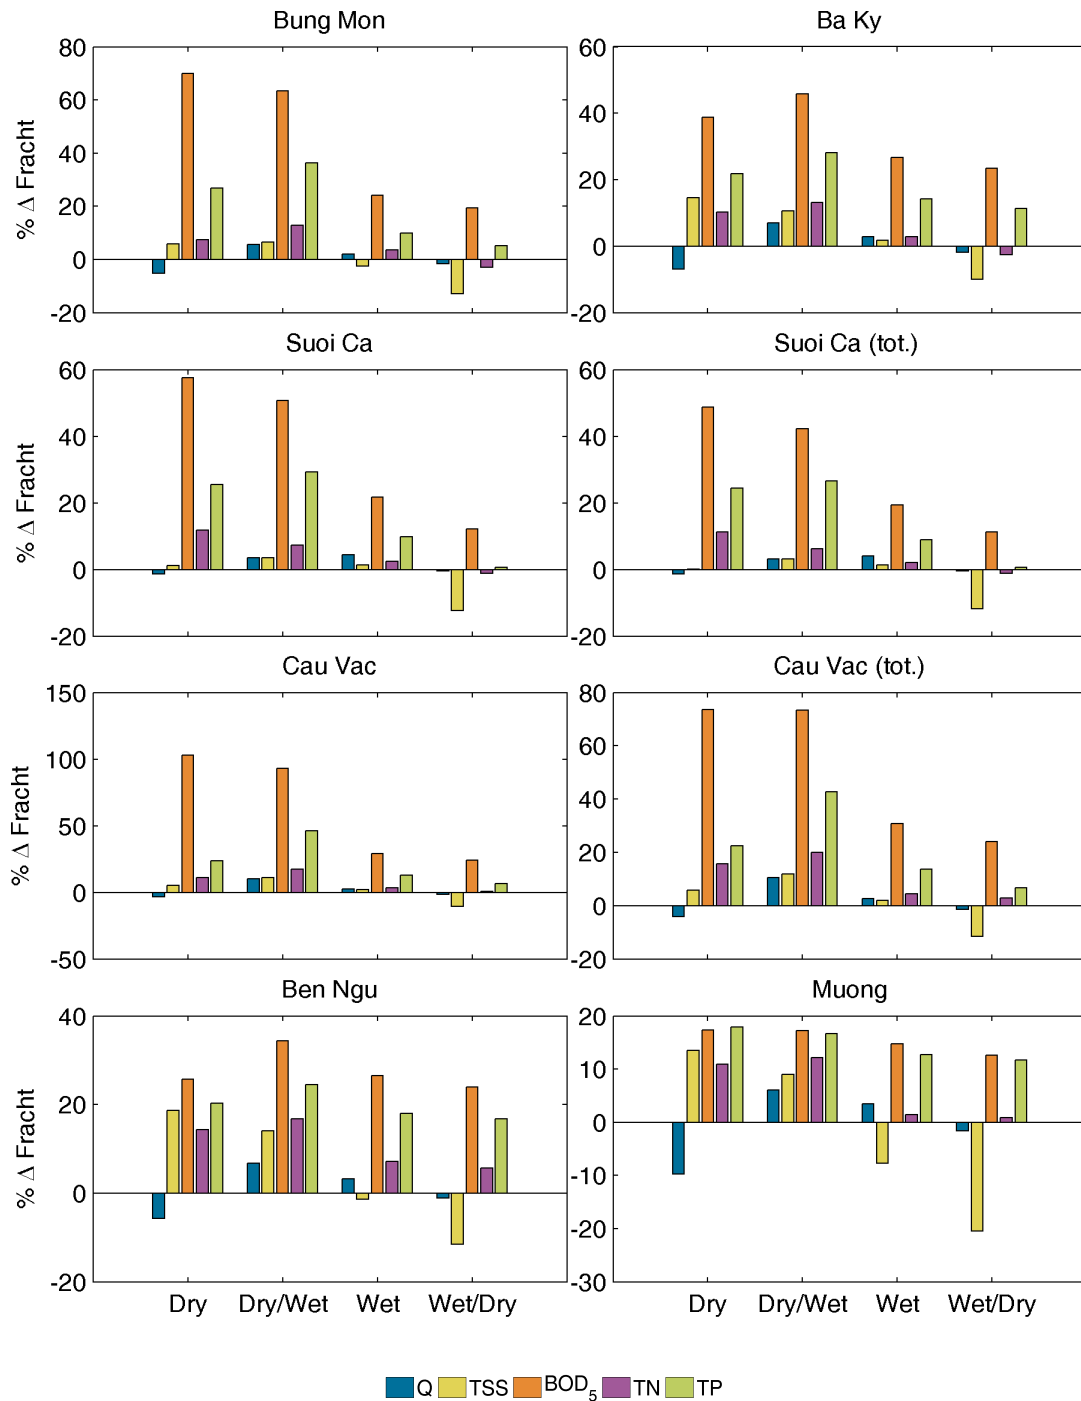 Bung Mon
Ba Ky
% Δ Fracht
80
60
40
20
0
-20
60
40
20
0
-20
Suoi Ca
Suoi Ca (tot.)
% Δ Fracht
60
40
20
0
-20
60
40
20
0
-20
Cau Vac
Cau Vac (tot.)
% Δ Fracht
150
100
50
0
-50
80
60
40
20
0
-20
Ben Ngu
Muong
% Δ Fracht
40
20
0
-20
20
10
0
-10
-20
-30
Dry Dry/Wet Wet Wet/Dry
Dry Dry/Wet Wet Wet/Dry
Q TSS BOD5 TN TP